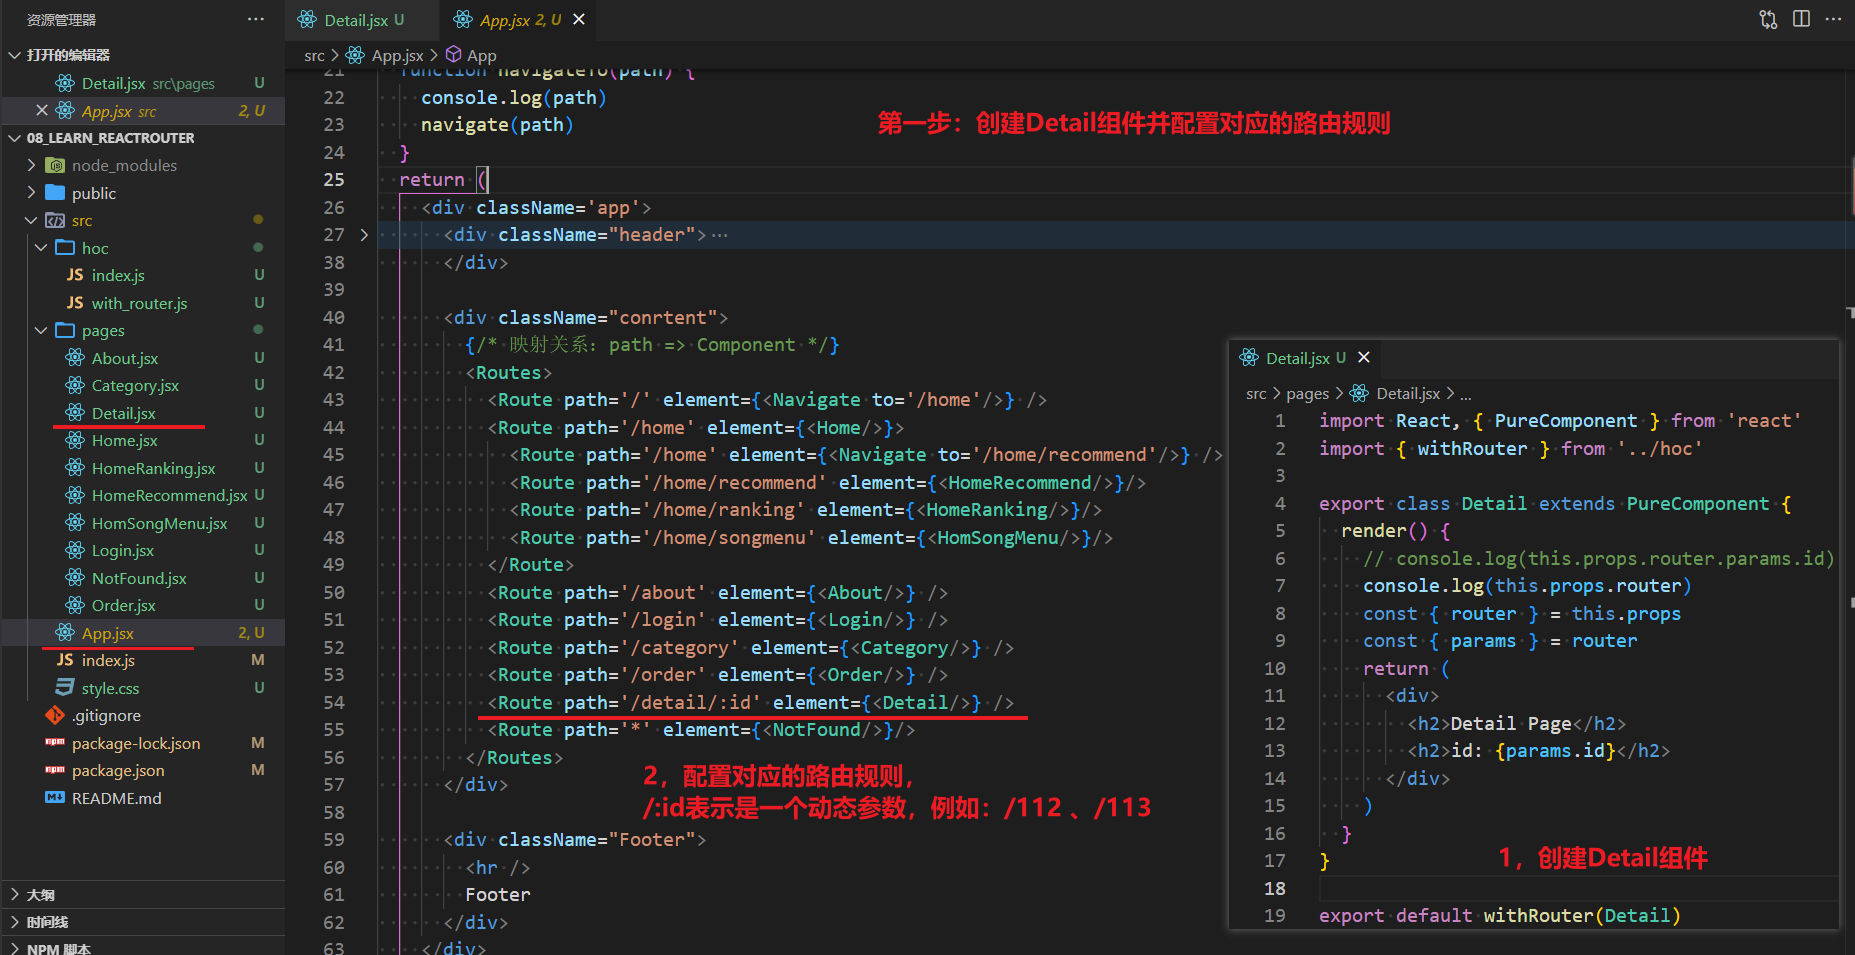 资源管理器
打开的编辑器
Detail.jsx src\pages U
App.jsx src 2, U
08_LEARN_REACTROUTER
node_modules
public
src
hoc
index.js U
with_router.js U
pages
About.jsx U
Category.jsx U
Detail.jsx U
Home.jsx U
HomeRanking.jsx U
HomeRecommend.jsx U
HomSongMenu.jsx U
Login.jsx U
NotFound.jsx U
Order.jsx U
App.jsx 2, U
index.js M
style.css U
.gitignore
package-lock.json M
package.json M
README.md
大纲
时间线
NPM 脚本
Detail.jsx U
App.jsx 2, U
src > App.jsx > App
21 function navigateTo(path) {
22 console.log(path)
23 navigate(path)
24 }
25 return (
26 <div className='app'>
27 <div className="header"> ...
38 </div>
39
40 <div className="conrtent">
41 {/* 映射关系: path => Component */}
42 <Routes>
43 <Route path='/' element={<Navigate to='/home'/>} />
44 <Route path='/home' element={<Home/>}>
45 <Route path='/home' element={<Navigate to='/home/recommend'/>} />
46 <Route path='/home/recommend' element={<HomeRecommend/>}/>
47 <Route path='/home/ranking' element={<HomeRanking/>}/>
48 <Route path='/home/songmenu' element={<HomSongMenu/>}/>
49 </Route>
50 <Route path='/about' element={<About/>} />
51 <Route path='/login' element={<Login/>} />
52 <Route path='/category' element={<Category/>} />
53 <Route path='/order' element={<Order/>} />
54 <Route path='/detail/:id' element={<Detail/>} />
55 <Route path='*' element={<NotFound/>}/>
56 </Routes>
57 </div>
58
59 <div className="Footer">
60 <hr />
61 Footer
62 </div>
63 </div>
第一步：创建Detail组件并配置对应的路由规则
2，配置对应的路由规则，
/:id表示是一个动态参数，例如：/112 、/113
Detail.jsx U
src > pages > Detail.jsx > ...
1 import React, { PureComponent } from 'react'
2 import { withRouter } from '../hoc'
3
4 export class Detail extends PureComponent {
5 render() {
6 // console.log(this.props.router.params.id)
7 console.log(this.props.router)
8 const { router } = this.props
9 const { params } = router
10 return (
11 <div>
12 <h2>Detail Page</h2>
13 <h2>id: {params.id}</h2>
14 </div>
15 )
16 }
17 }
18
19 export default withRouter(Detail)
1，创建Detail组件